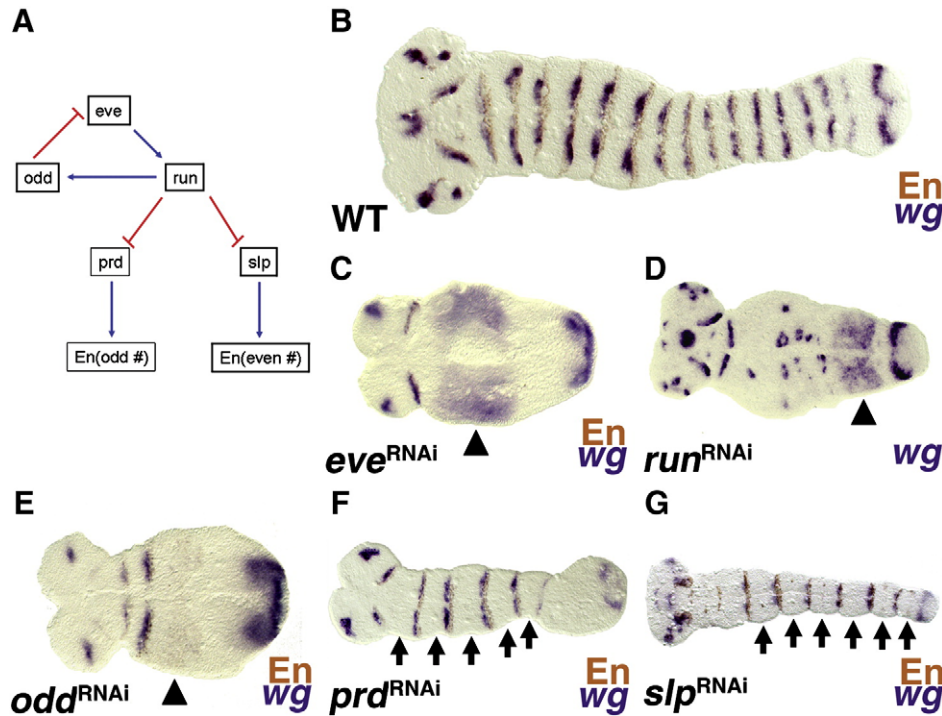 A
eve
odd
run
prd
slp
En(odd #)
En(even #)
B
WT
En
wg
C
eveRNAi
En
wg
D
runRNAi
wg
E
oddRNAi
En
wg
F
prdRNAi
En
wg
G
slpRNAi
En
wg